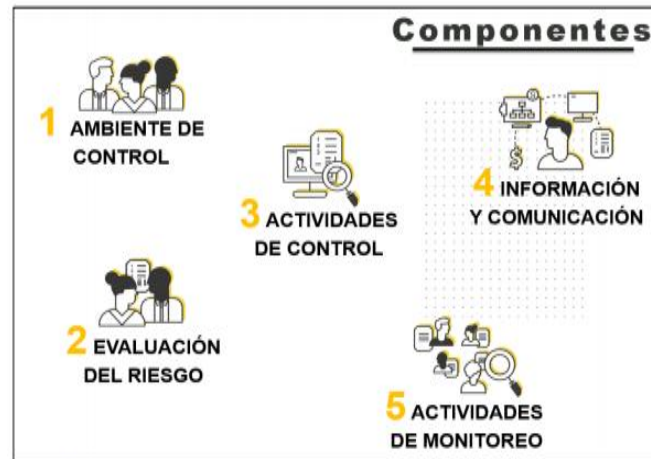 Componentes
1 AMBIENTE DE
CONTROL
2 EVALUACIÓN
DEL RIESGO
3 ACTIVIDADES
DE CONTROL
4 INFORMACIÓN
Y COMUNICACIÓN
5 ACTIVIDADES
DE MONITOREO
$